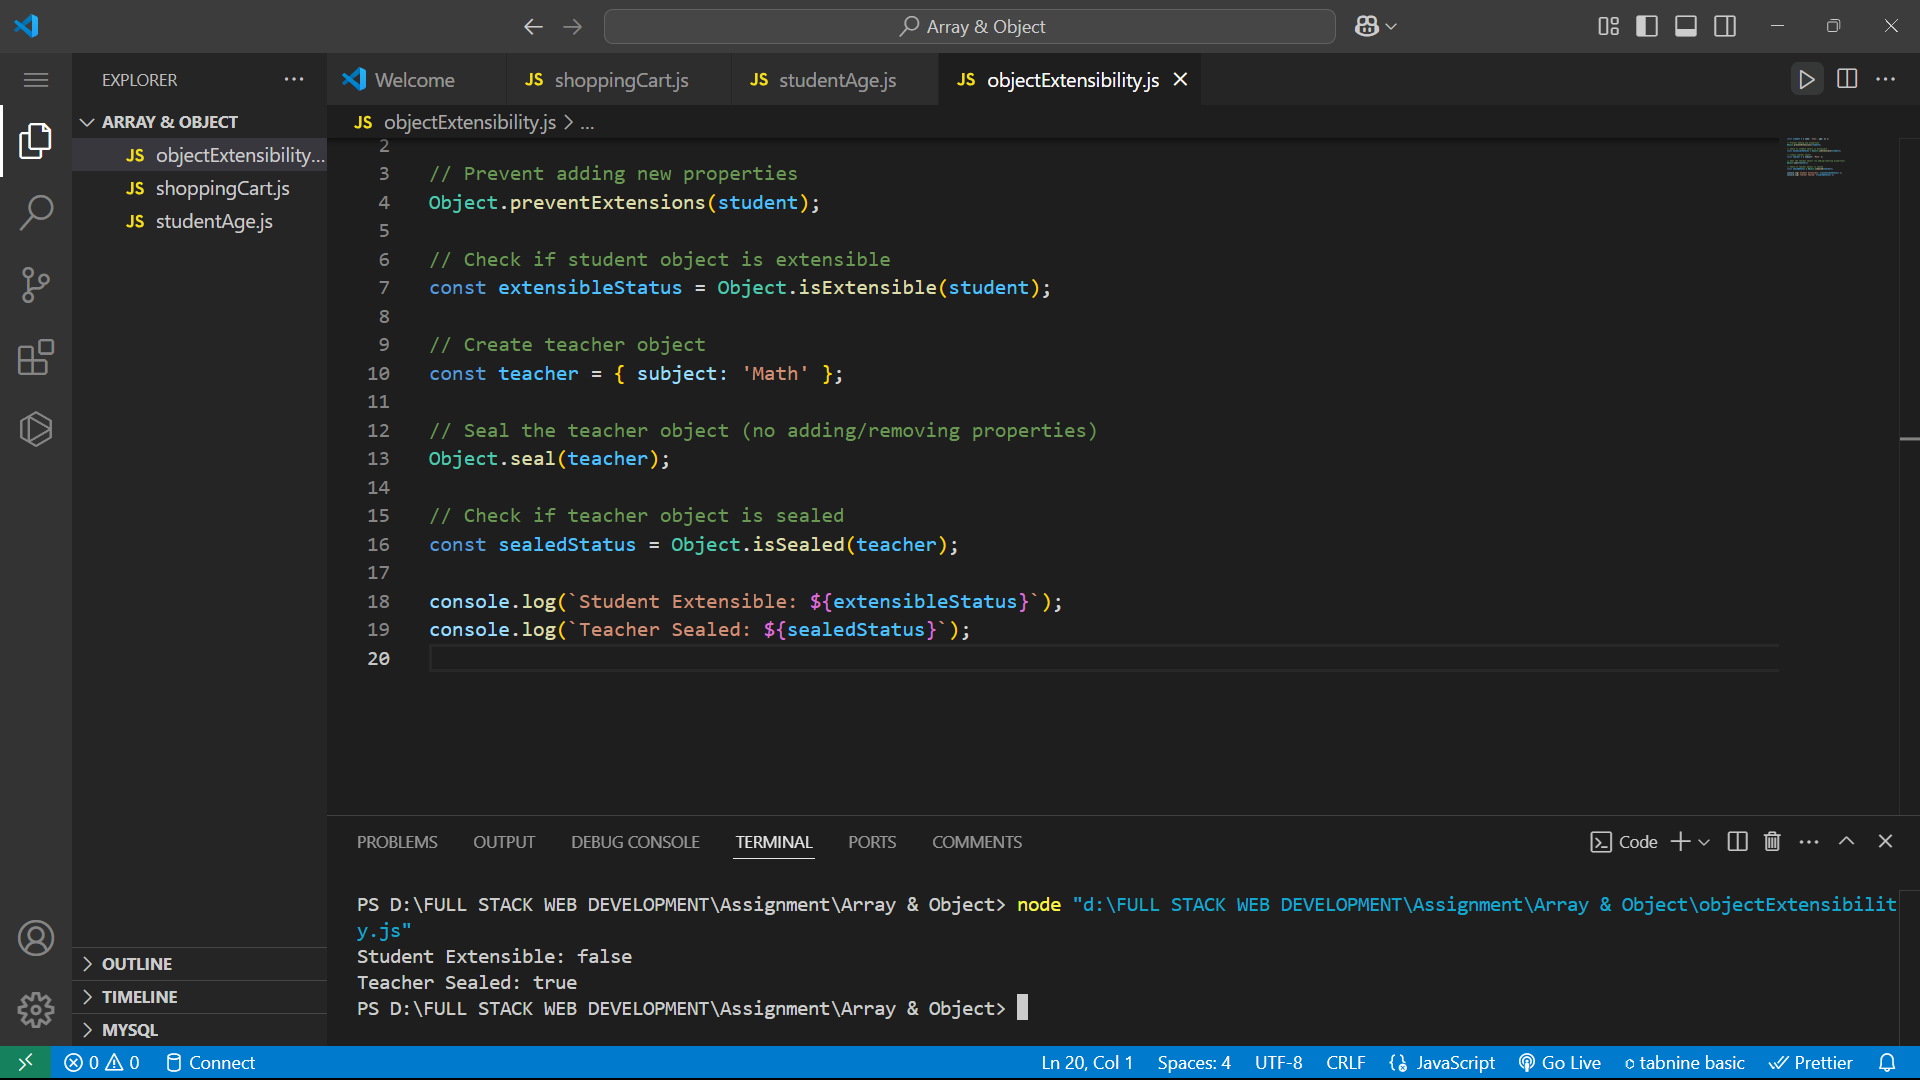 Array & Object
EXPLORER
Welcome
JS shoppingCart.js
JS studentAge.js
JS objectExtensibility.js
ARRAY & OBJECT
JS objectExtensibility...
JS shoppingCart.js
JS studentAge.js
JS objectExtensibility.js > ...
2
3 // Prevent adding new properties
4 Object.preventExtensions(student);
5
6 // Check if student object is extensible
7 const extensibleStatus = Object.isExtensible(student);
8
9 // Create teacher object
10 const teacher = { subject: 'Math' };
11
12 // Seal the teacher object (no adding/removing properties)
13 Object.seal(teacher);
14
15 // Check if teacher object is sealed
16 const sealedStatus = Object.isSealed(teacher);
17
18 console.log(`Student Extensible: ${extensibleStatus}`);
19 console.log(`Teacher Sealed: ${sealedStatus}`);
20
PROBLEMS OUTPUT DEBUG CONSOLE TERMINAL PORTS COMMENTS
Code
PS D:\FULL STACK WEB DEVELOPMENT\Assignment\Array & Object> node "d:\FULL STACK WEB DEVELOPMENT\Assignment\Array & Object\objectExtensibilit
y.js"
Student Extensible: false
Teacher Sealed: true
PS D:\FULL STACK WEB DEVELOPMENT\Assignment\Array & Object>
OUTLINE
TIMELINE
MYSQL
0 0 Connect
Ln 20, Col 1 Spaces: 4 UTF-8 CRLF JavaScript Go Live tabnine basic Prettier